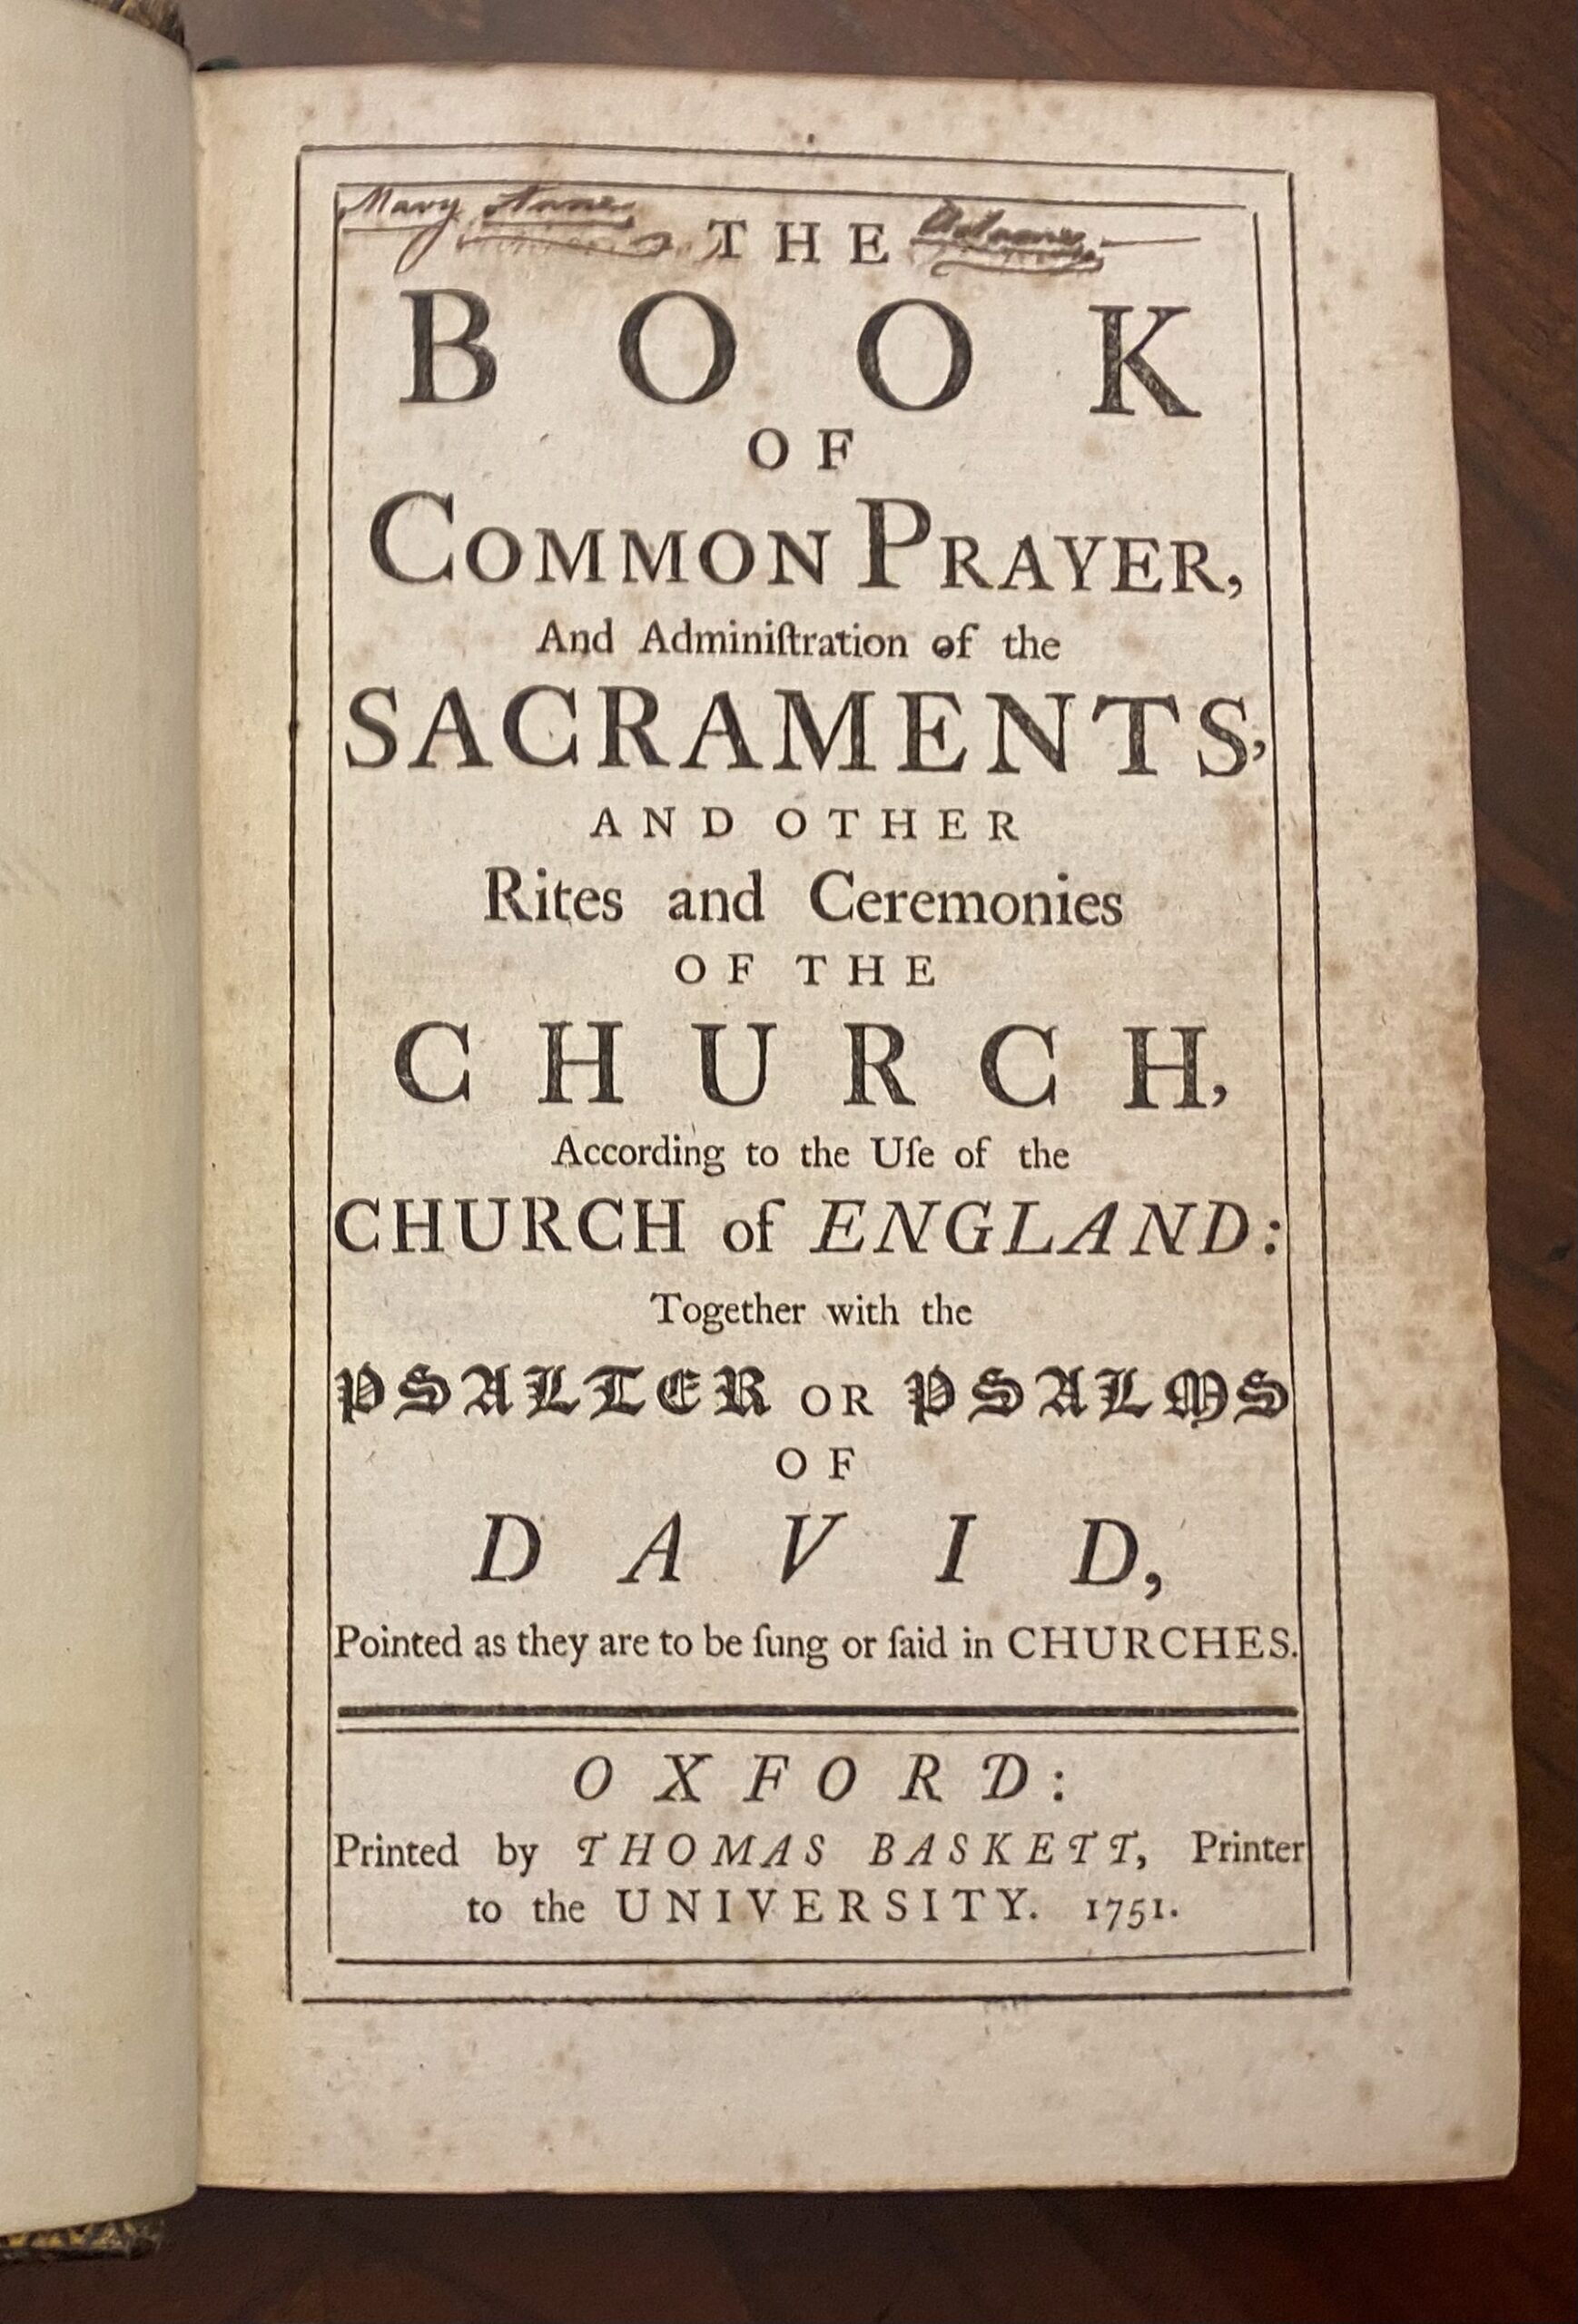 Mary Anne THE Adams
BOOK
OF
COMMON PRAYER,
And Adminiſtration of the
SACRAMENTS,
AND OTHER
Rites and Ceremonies
OF THE
CHURCH,
According to the Uſe of the
CHURCH of ENGLAND:
Together with the
PSALTER OR PSALMS
OF
DAVID,
Pointed as they are to be ſung or ſaid in CHURCHES.
OXFORD:
Printed by THOMAS BASKETT, Printer
to the UNIVERSITY. 1751.